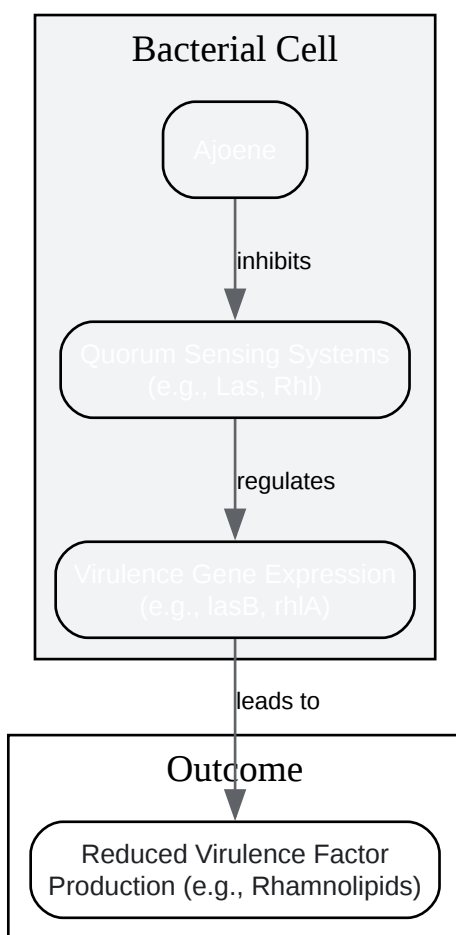 Bacterial Cell
Ajoene
inhibits
Quorum Sensing Systems
(e.g., Las, Rhl)
regulates
Virulence Gene Expression
(e.g., lasB, rhlA)
leads to
Outcome
Reduced Virulence Factor
Production (e.g., Rhamnolipids)